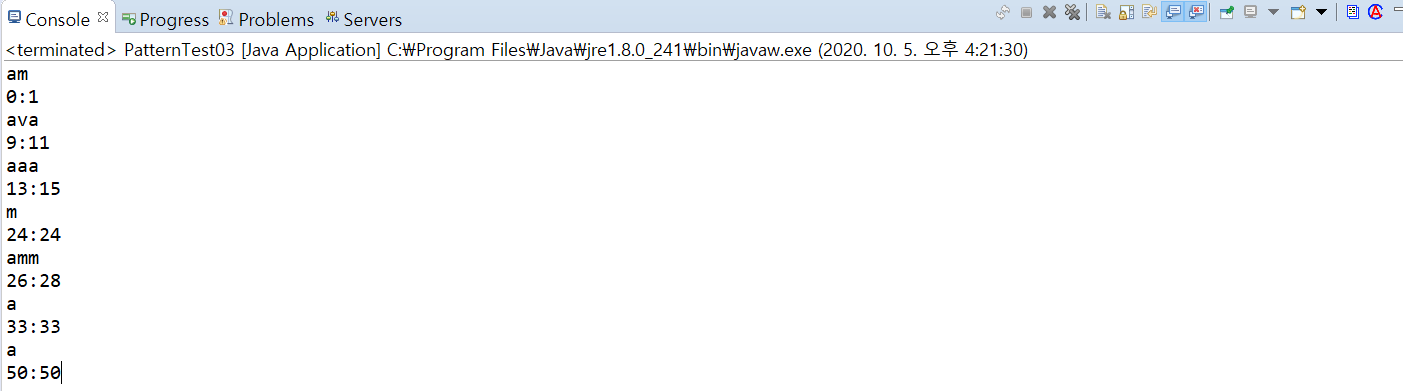 Console Progress Problems Servers
<terminated> PatternTest03 [Java Application] C:₩Program Files₩Java₩jre1.8.0_241₩bin₩javaw.exe (2020. 10. 5. 오후 4:21:30)
am
0:1
ava
9:11
aaa
13:15
m
24:24
amm
26:28
a
33:33
a
50:50